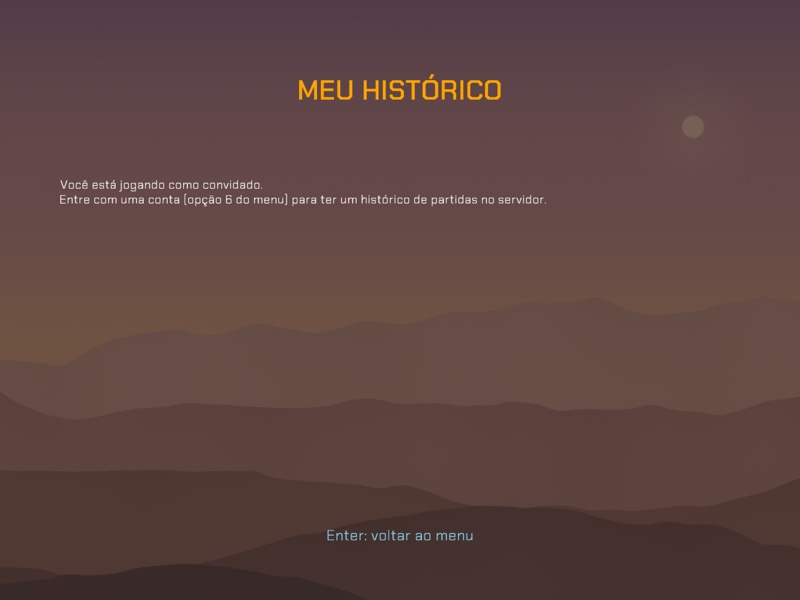 MEU HISTÓRICO
Você está jogando como convidado.
Entre com uma conta [opção 6 do menu] para ter um histórico de partidas no servidor.
Enter: voltar ao menu